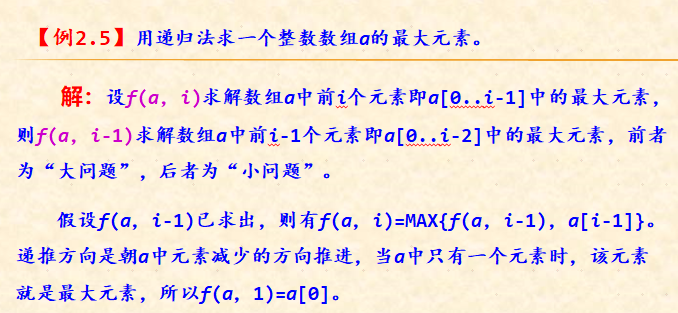 【例2.5】用递归法求一个整数数组a的最大元素。
解：设f(a, i)求解数组a中前i个元素即a[0..i-1]中的最大元素，
则f(a, i-1)求解数组a中前i-1个元素即a[0..i-2]中的最大元素，前者
为“大问题”，后者为“小问题”。
假设f(a, i-1)已求出，则有f(a, i)=MAX{f(a, i-1), a[i-1]}。
递推方向是朝a中元素减少的方向推进，当a中只有一个元素时，该元素
就是最大元素，所以f(a, 1)=a[0]。